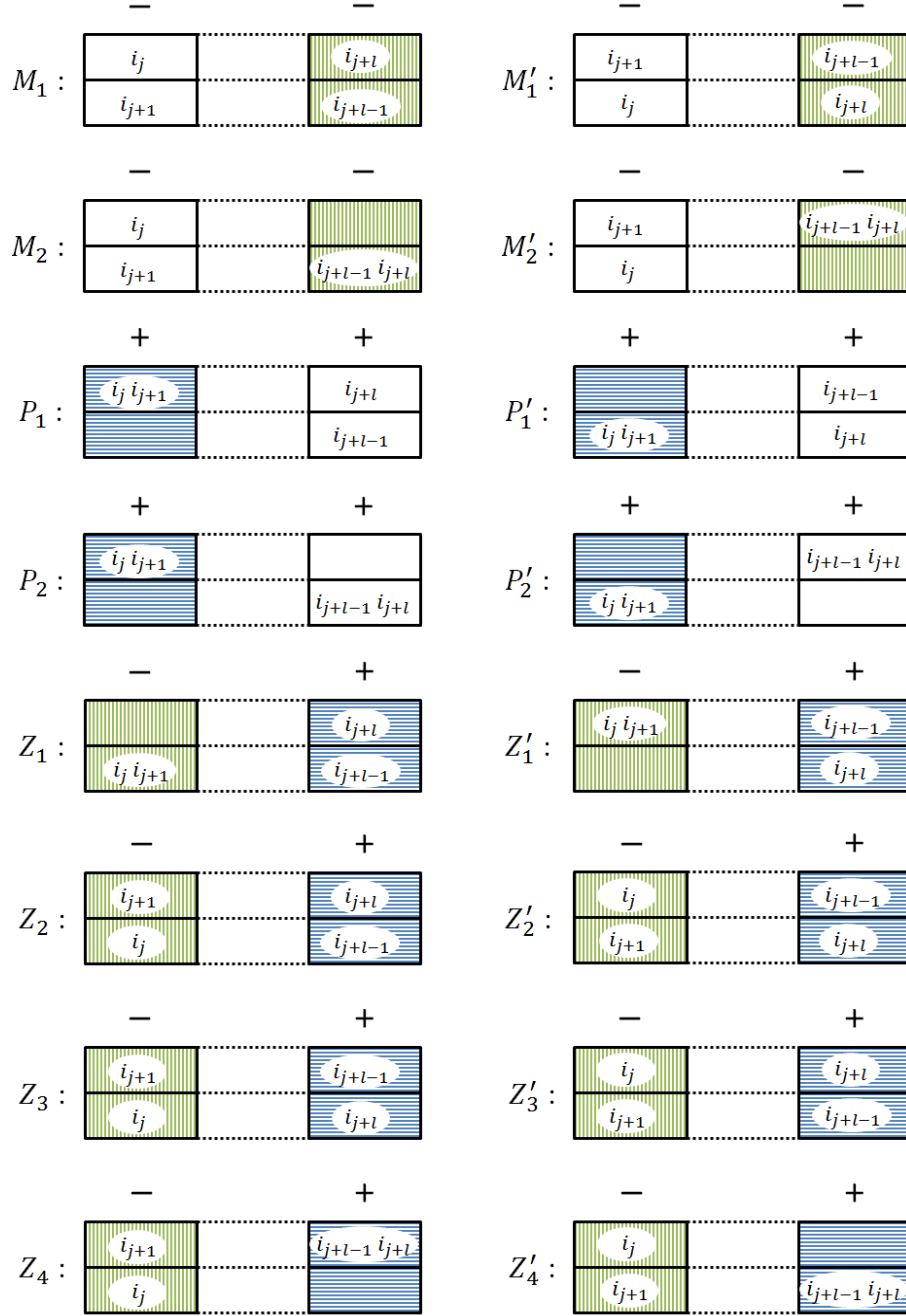 − − − −
M₁ : i_j i_{j+l} M₁′ : i_{j+1} i_{j+l−1}
i_{j+1} i_{j+l−1} i_j i_{j+l}
− − − −
M₂ : i_j M₂′ : i_{j+1} i_{j+l−1} i_{j+l}
i_{j+1} i_{j+l−1} i_{j+l} i_j
+ + + +
P₁ : i_j i_{j+1} i_{j+l} P₁′ : i_{j+l−1}
i_{j+l−1} i_j i_{j+1} i_{j+l}
+ + + +
P₂ : i_j i_{j+1} P₂′ : i_{j+l−1} i_{j+l}
i_{j+l−1} i_{j+l} i_j i_{j+1}
− + − +
Z₁ : i_{j+l} Z₁′ : i_j i_{j+1} i_{j+l−1}
i_j i_{j+1} i_{j+l−1} i_{j+l}
− + − +
Z₂ : i_{j+1} i_{j+l} Z₂′ : i_j i_{j+l−1}
i_j i_{j+l−1} i_{j+1} i_{j+l}
− + − +
Z₃ : i_{j+1} i_{j+l−1} Z₃′ : i_j i_{j+l}
i_j i_{j+l} i_{j+1} i_{j+l−1}
− + − +
Z₄ : i_{j+1} i_{j+l−1} i_{j+l} Z₄′ : i_j
i_j i_{j+1} i_{j+l−1} i_{j+l}